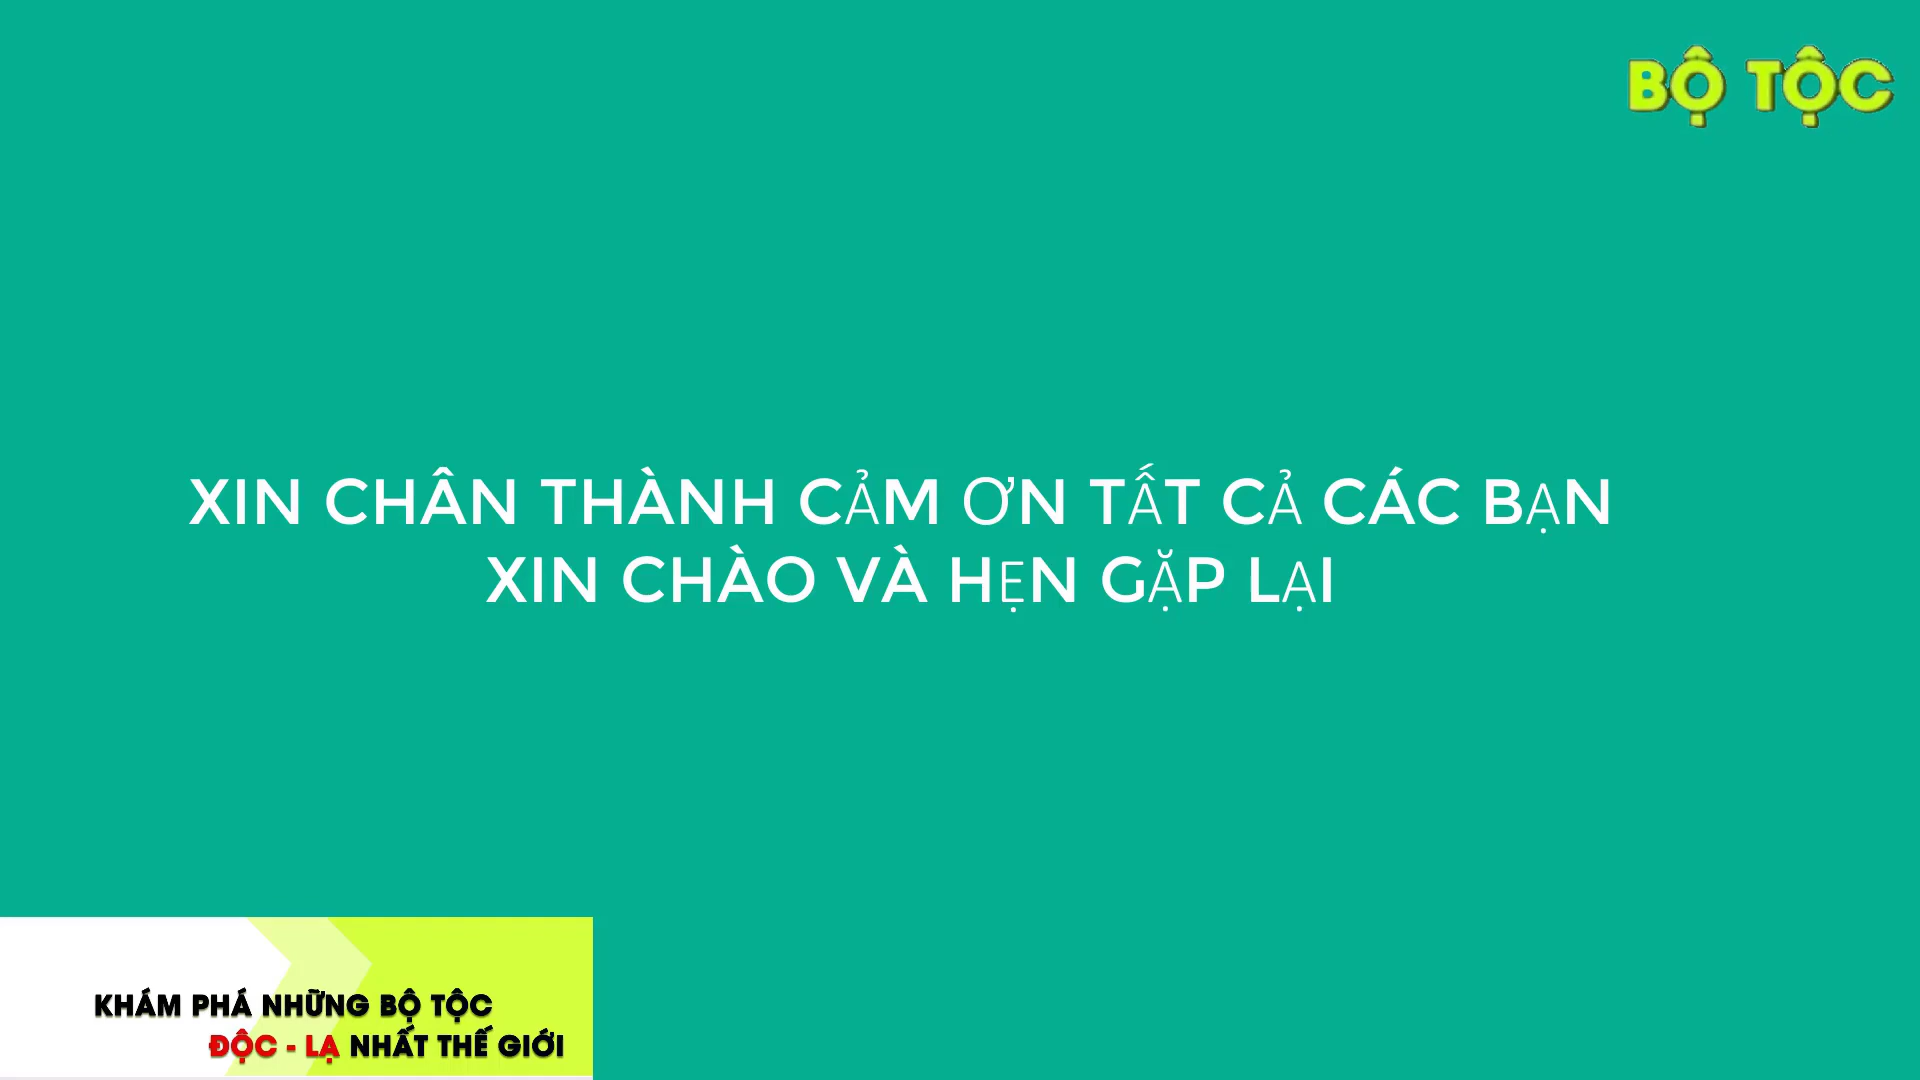 BỘ TỘC
XIN CHÂN THÀNH CẢM ƠN TẤT CẢ CÁC BẠN
XIN CHÀO VÀ HẸN GẶP LẠI
KHÁM PHÁ NHỮNG BỘ TỘC
ĐỘC - LẠ NHẤT THẾ GIỚI